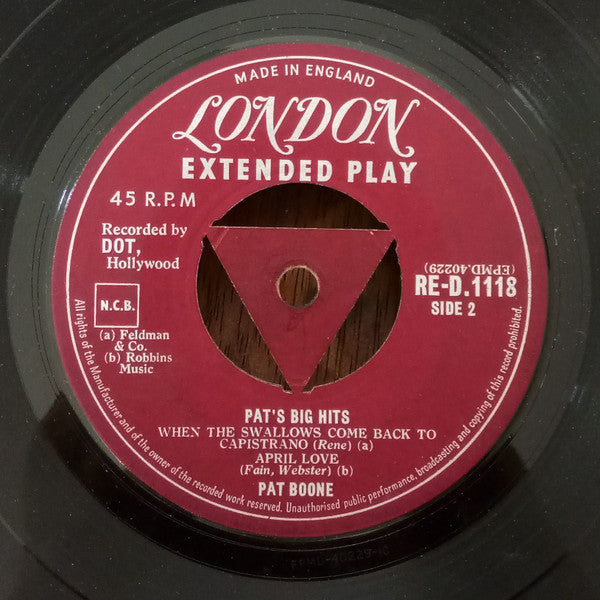 MADE IN ENGLAND
LONDON
EXTENDED PLAY
45 R.P.M
Recorded by
DOT,
Hollywood
N.C.B.
(a) Feldman
& Co.
(b) Robbins
Music
(EPMD.40229)
RE-D.1118
SIDE 2
PAT'S BIG HITS
WHEN THE SWALLOWS COME BACK TO
CAPISTRANO (Rene) (a)
APRIL LOVE
(Fain, Webster) (b)
PAT BOONE
All rights of the Manufacturer and of the owner of the recorded work reserved. Unauthorised public performance, broadcasting and copying of this record prohibited.